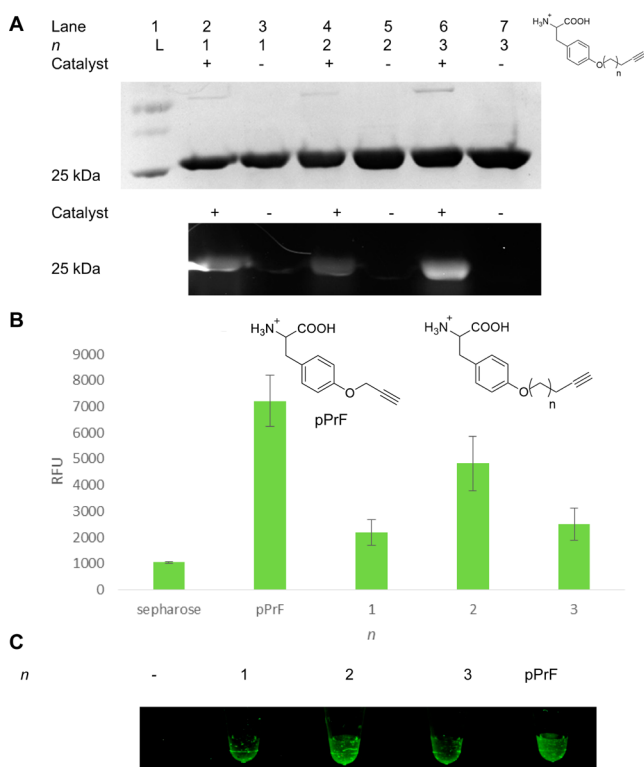 A
Lane 1 2 3 4 5 6 7
n L 1 1 2 2 3 3
Catalyst + - + - + -
H₃N⁺ COOH
O ( )n
25 kDa
Catalyst + - + - + -
25 kDa
B
H₃N⁺ COOH
O
pPrF
H₃N⁺ COOH
O ( )n
RFU
9000
8000
7000
6000
5000
4000
3000
2000
1000
0
sepharose pPrF 1 2 3
n
C
n - 1 2 3 pPrF